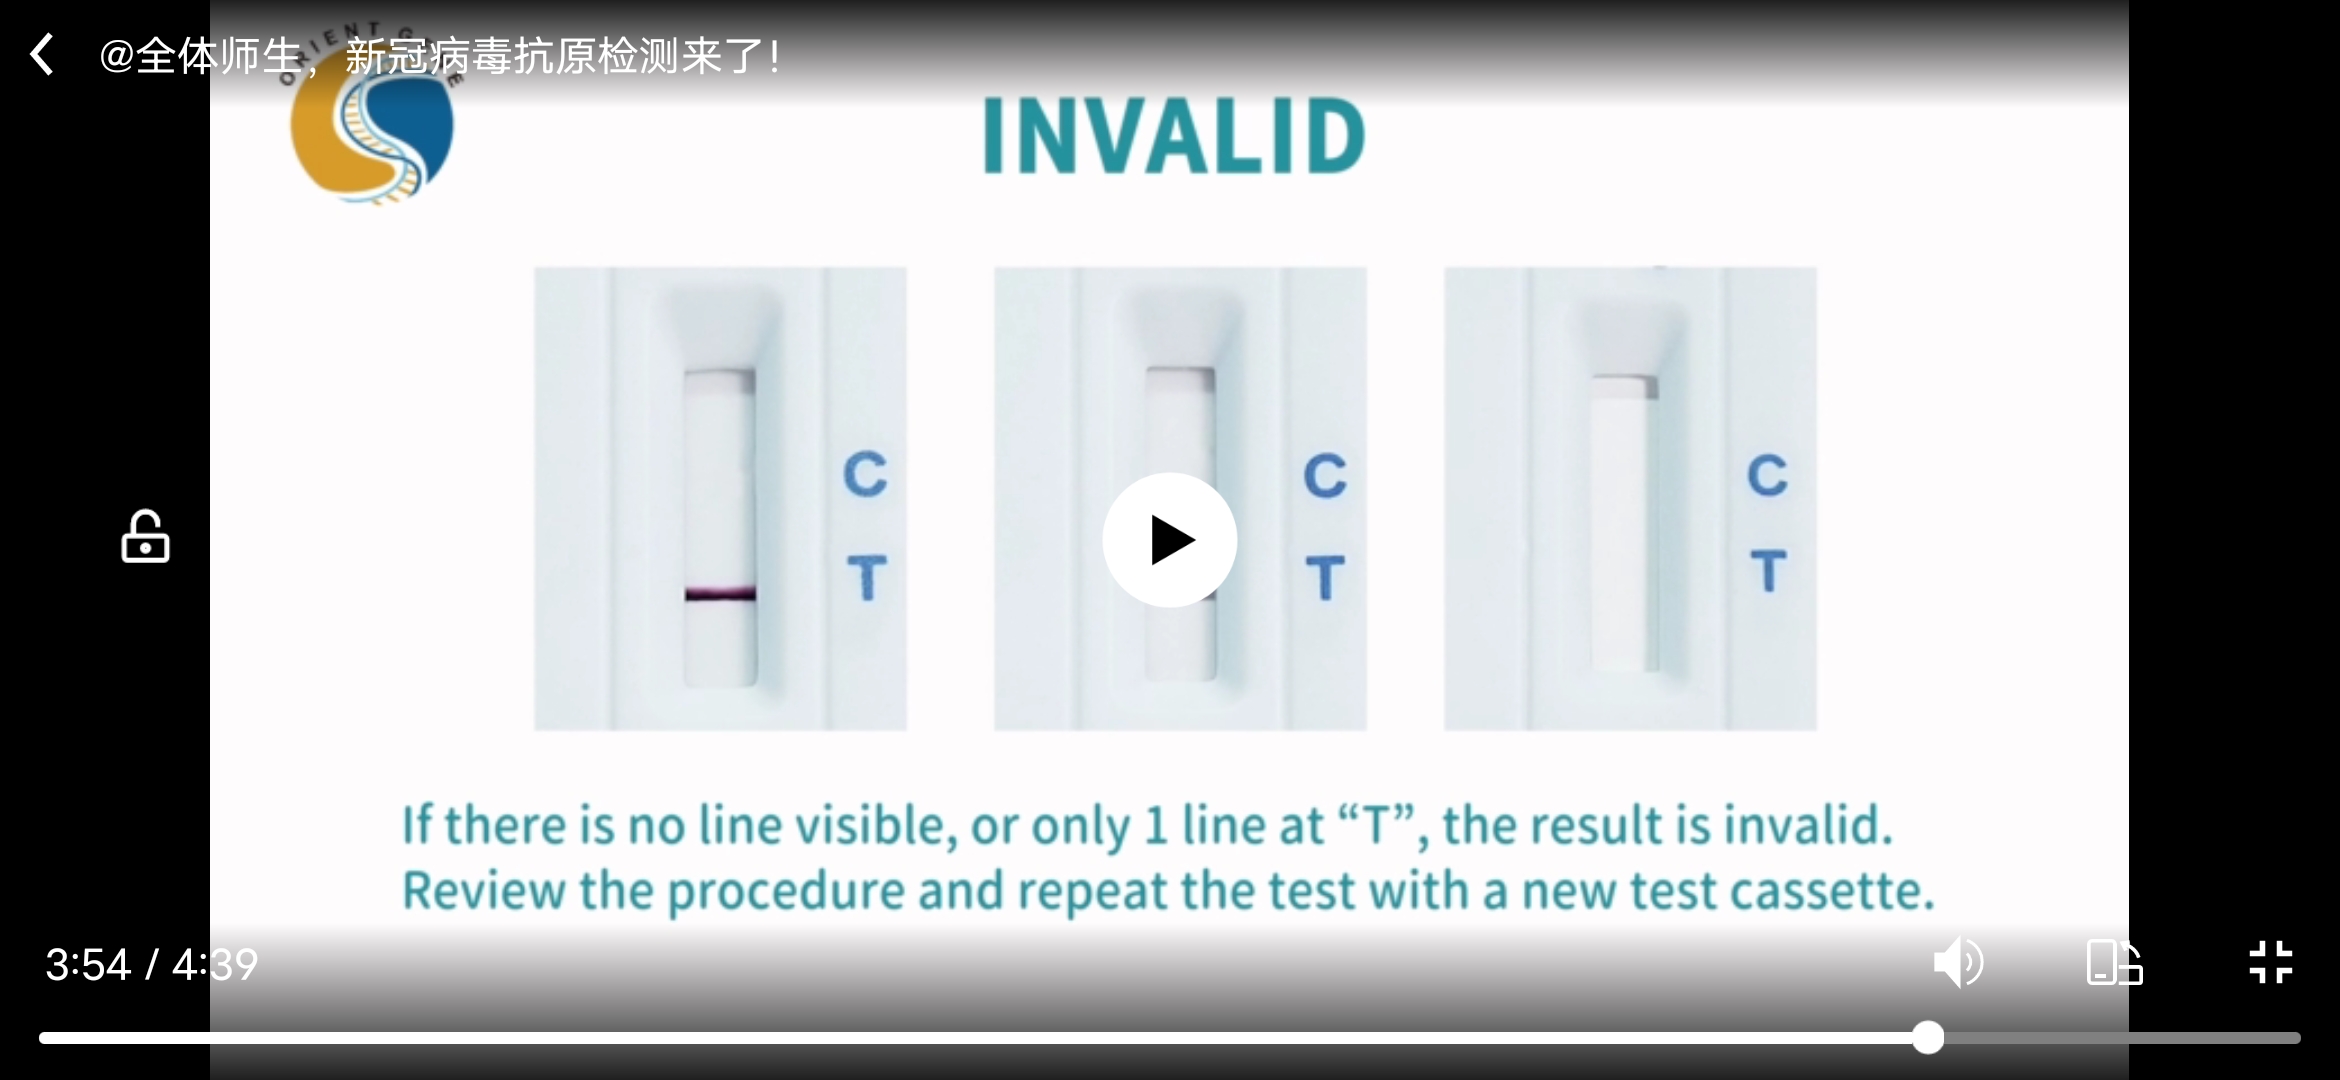 @全体师生，新冠病毒抗原检测来了！
ORIENT
INVALID
C
T
C
T
C
T
If there is no line visible, or only 1 line at “T”, the result is invalid.
Review the procedure and repeat the test with a new test cassette.
3:54 / 4:39